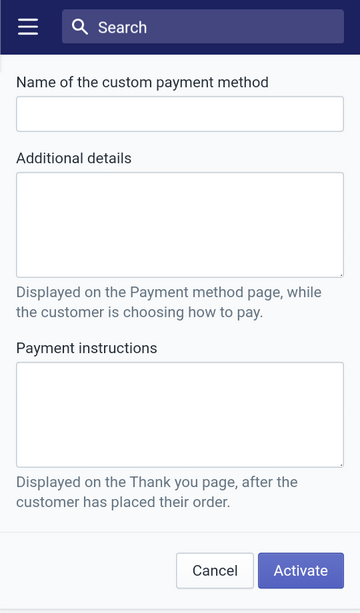 Search
Name of the custom payment method
Additional details
Displayed on the Payment method page, while
the customer is choosing how to pay.
Payment instructions
Displayed on the Thank you page, after the
customer has placed their order.
Cancel
Activate